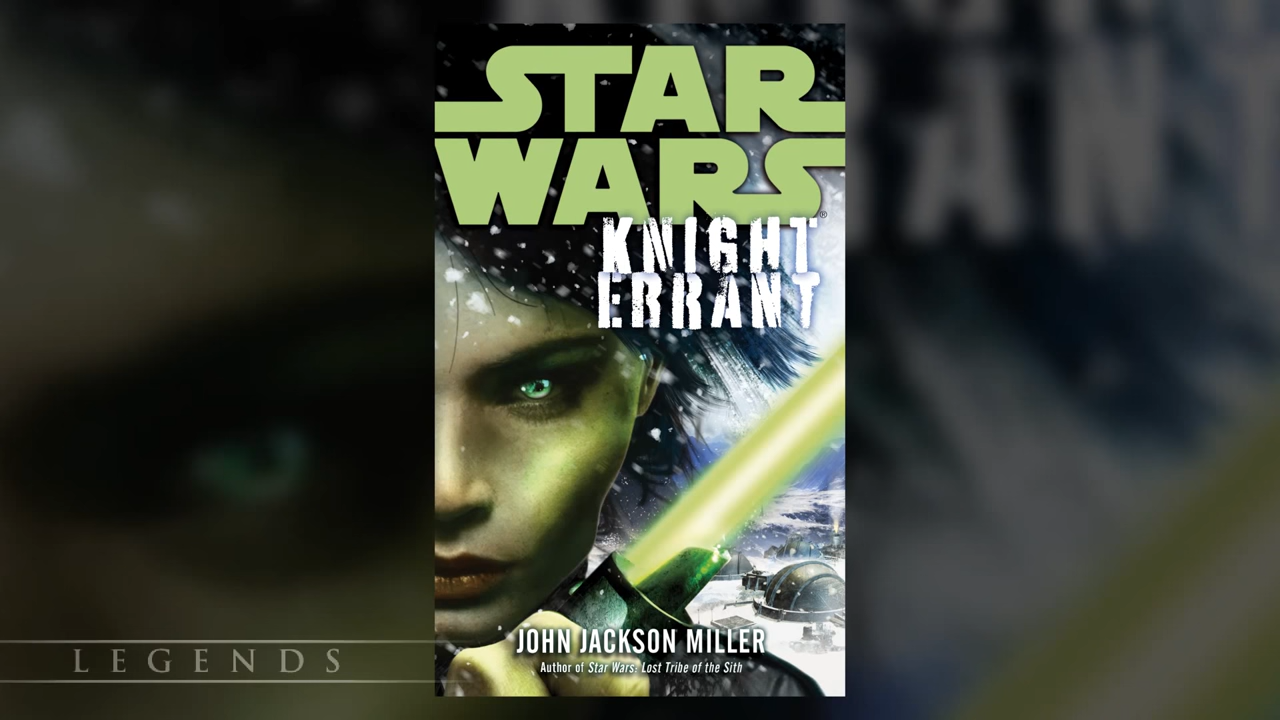 STAR
WARS®
KNIGHT
ERRANT
JOHN JACKSON MILLER
Author of Star Wars: Lost Tribe of the Sith
LEGENDS